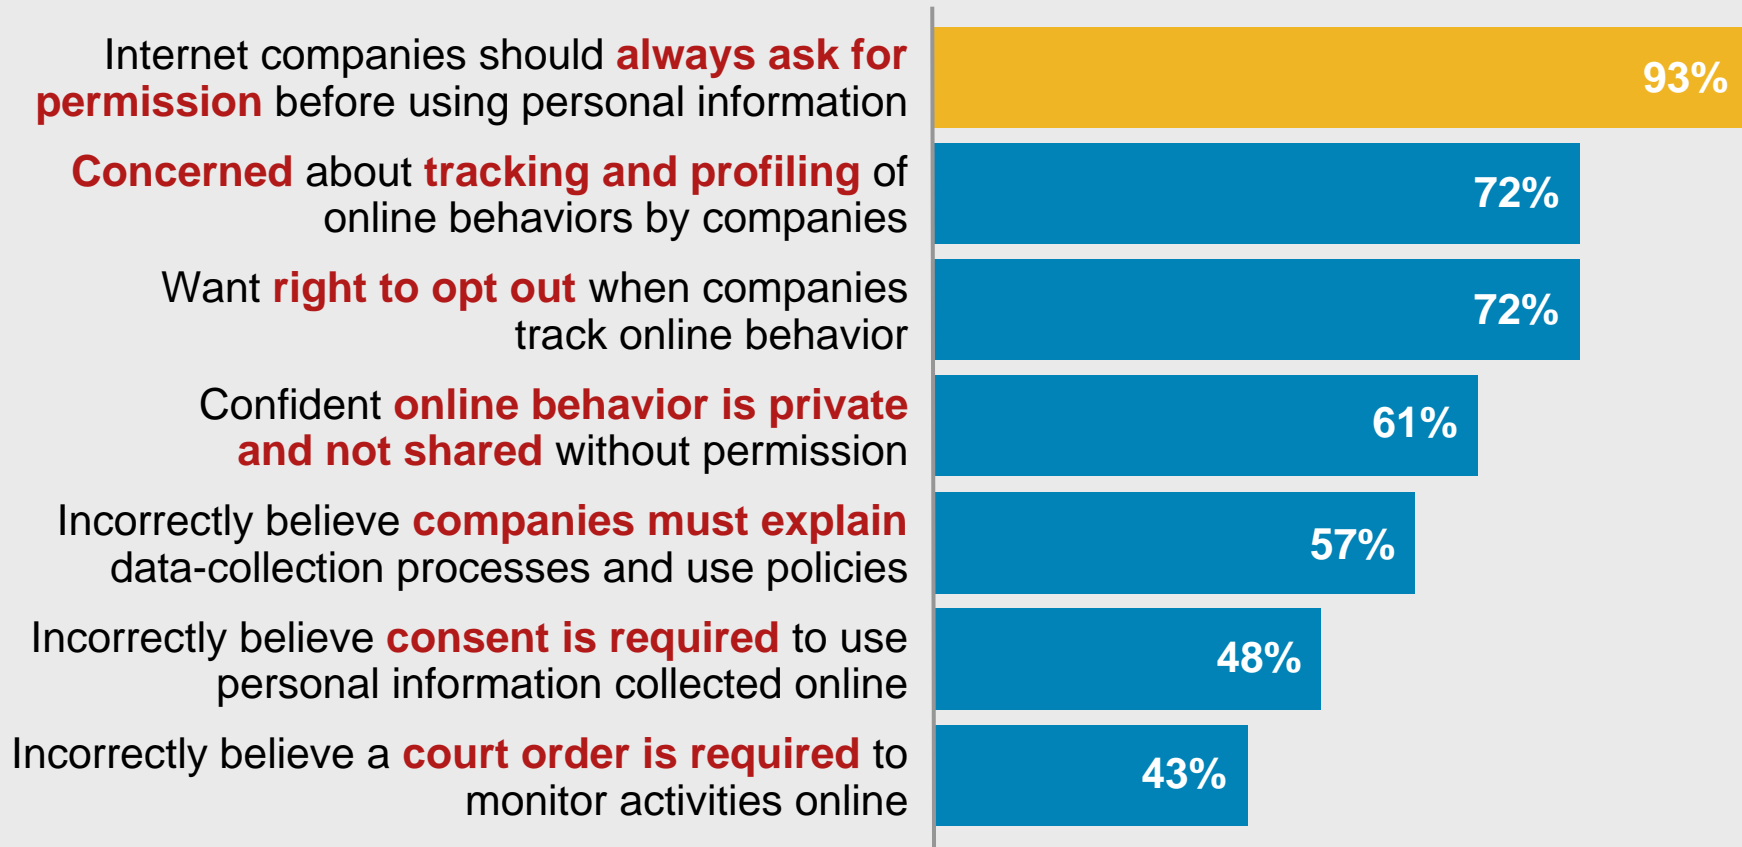 Internet companies should always ask for
permission before using personal information
93%
Concerned about tracking and profiling of
online behaviors by companies
72%
Want right to opt out when companies
track online behavior
72%
Confident online behavior is private
and not shared without permission
61%
Incorrectly believe companies must explain
data-collection processes and use policies
57%
Incorrectly believe consent is required to use
personal information collected online
48%
Incorrectly believe a court order is required to
monitor activities online
43%